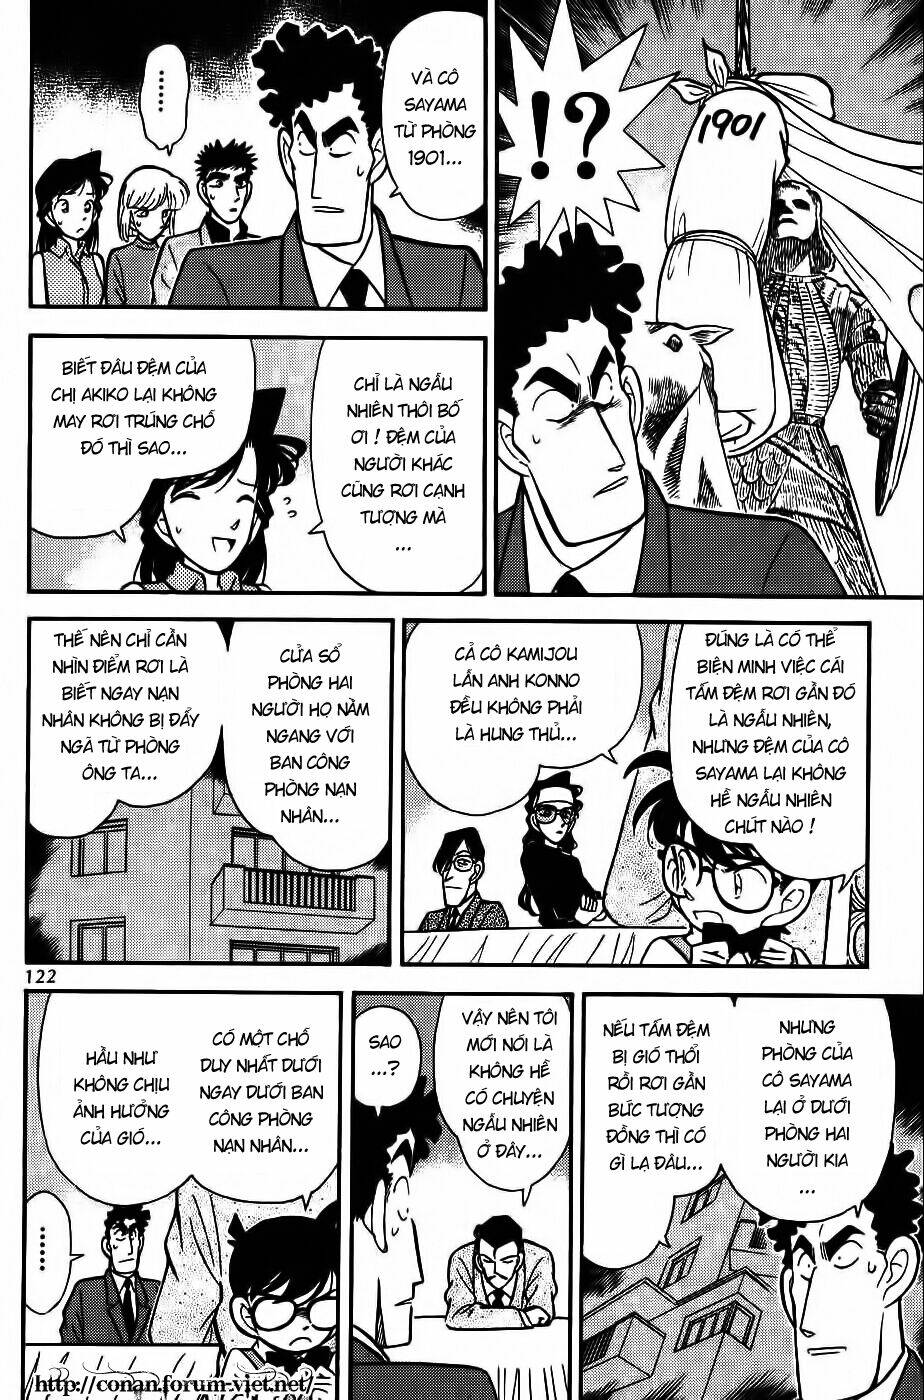 1901
!?
VÀ CÔ
SAYAMA
TỪ PHÒNG
1901...
......
CHỈ LÀ NGẪU
NHIÊN THÔI BỐ
ƠI ! ĐỆM CỦA
NGƯỜI KHÁC
CŨNG RƠI CẠNH
TƯỢNG MÀ
...
BIẾT ĐÂU ĐỆM CỦA
CHỊ AKIKO LẠI KHÔNG
MAY RƠI TRÚNG CHỐ
ĐÓ THÌ SAO...
ĐÚNG LÀ CÓ THỂ
BIỆN MINH VIỆC CÁI
TẤM ĐỆM RƠI GẦN ĐÓ
LÀ NGẪU NHIÊN,
NHƯNG ĐỆM CỦA CÔ
SAYAMA LẠI KHÔNG
HỀ NGẪU NHIÊN
CHÚT NÀO !
CẢ CÔ KAMIJOU
LẪN ANH KONNO
ĐỀU KHÔNG PHẢI
LÀ HUNG THỦ...
CỬA SỔ
PHÒNG HAI
NGƯỜI HỌ NẰM
NGANG VỚI
BAN CÔNG
PHÒNG NẠN
NHÂN...
THẾ NÊN CHỈ CẦN
NHÌN ĐIỂM RƠI LÀ
BIẾT NGAY NẠN
NHÂN KHÔNG BỊ ĐẨY
NGÃ TỪ PHÒNG
ÔNG TA...
122
NHƯNG
PHÒNG CỦA
CÔ SAYAMA
LẠI Ở DƯỚI
PHÒNG HAI
NGƯỜI KIA
...
NẾU TẤM ĐỆM
BỊ GIÓ THỔI
RỒI RƠI GẦN
BỨC TƯỢNG
ĐỒNG THÌ CÓ
GÌ LẠ ĐÂU...
VẬY NÊN TÔI
MỚI NÓI LÀ
KHÔNG HỀ
CÓ CHUYỆN
NGẪU NHIÊN
Ở ĐÂY...
SAO
...?
CÓ MỘT CHỐ
DUY NHẤT DƯỚI
NGAY DƯỚI BAN
CÔNG PHÒNG
NẠN NHÂN...
HẦU NHƯ
KHÔNG CHỊU
ẢNH HƯỞNG
CỦA GIÓ...
......
http://conan.forum-viet.net/